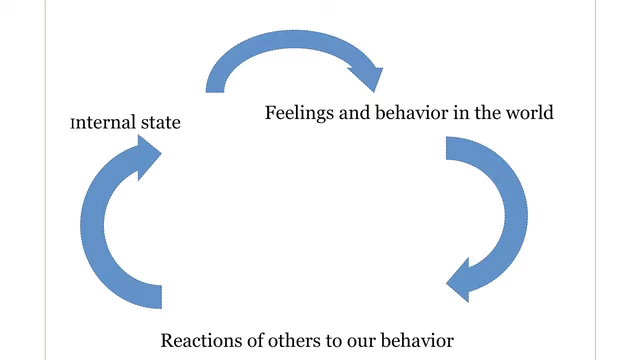 Internal state
Feelings and behavior in the world
Reactions of others to our behavior